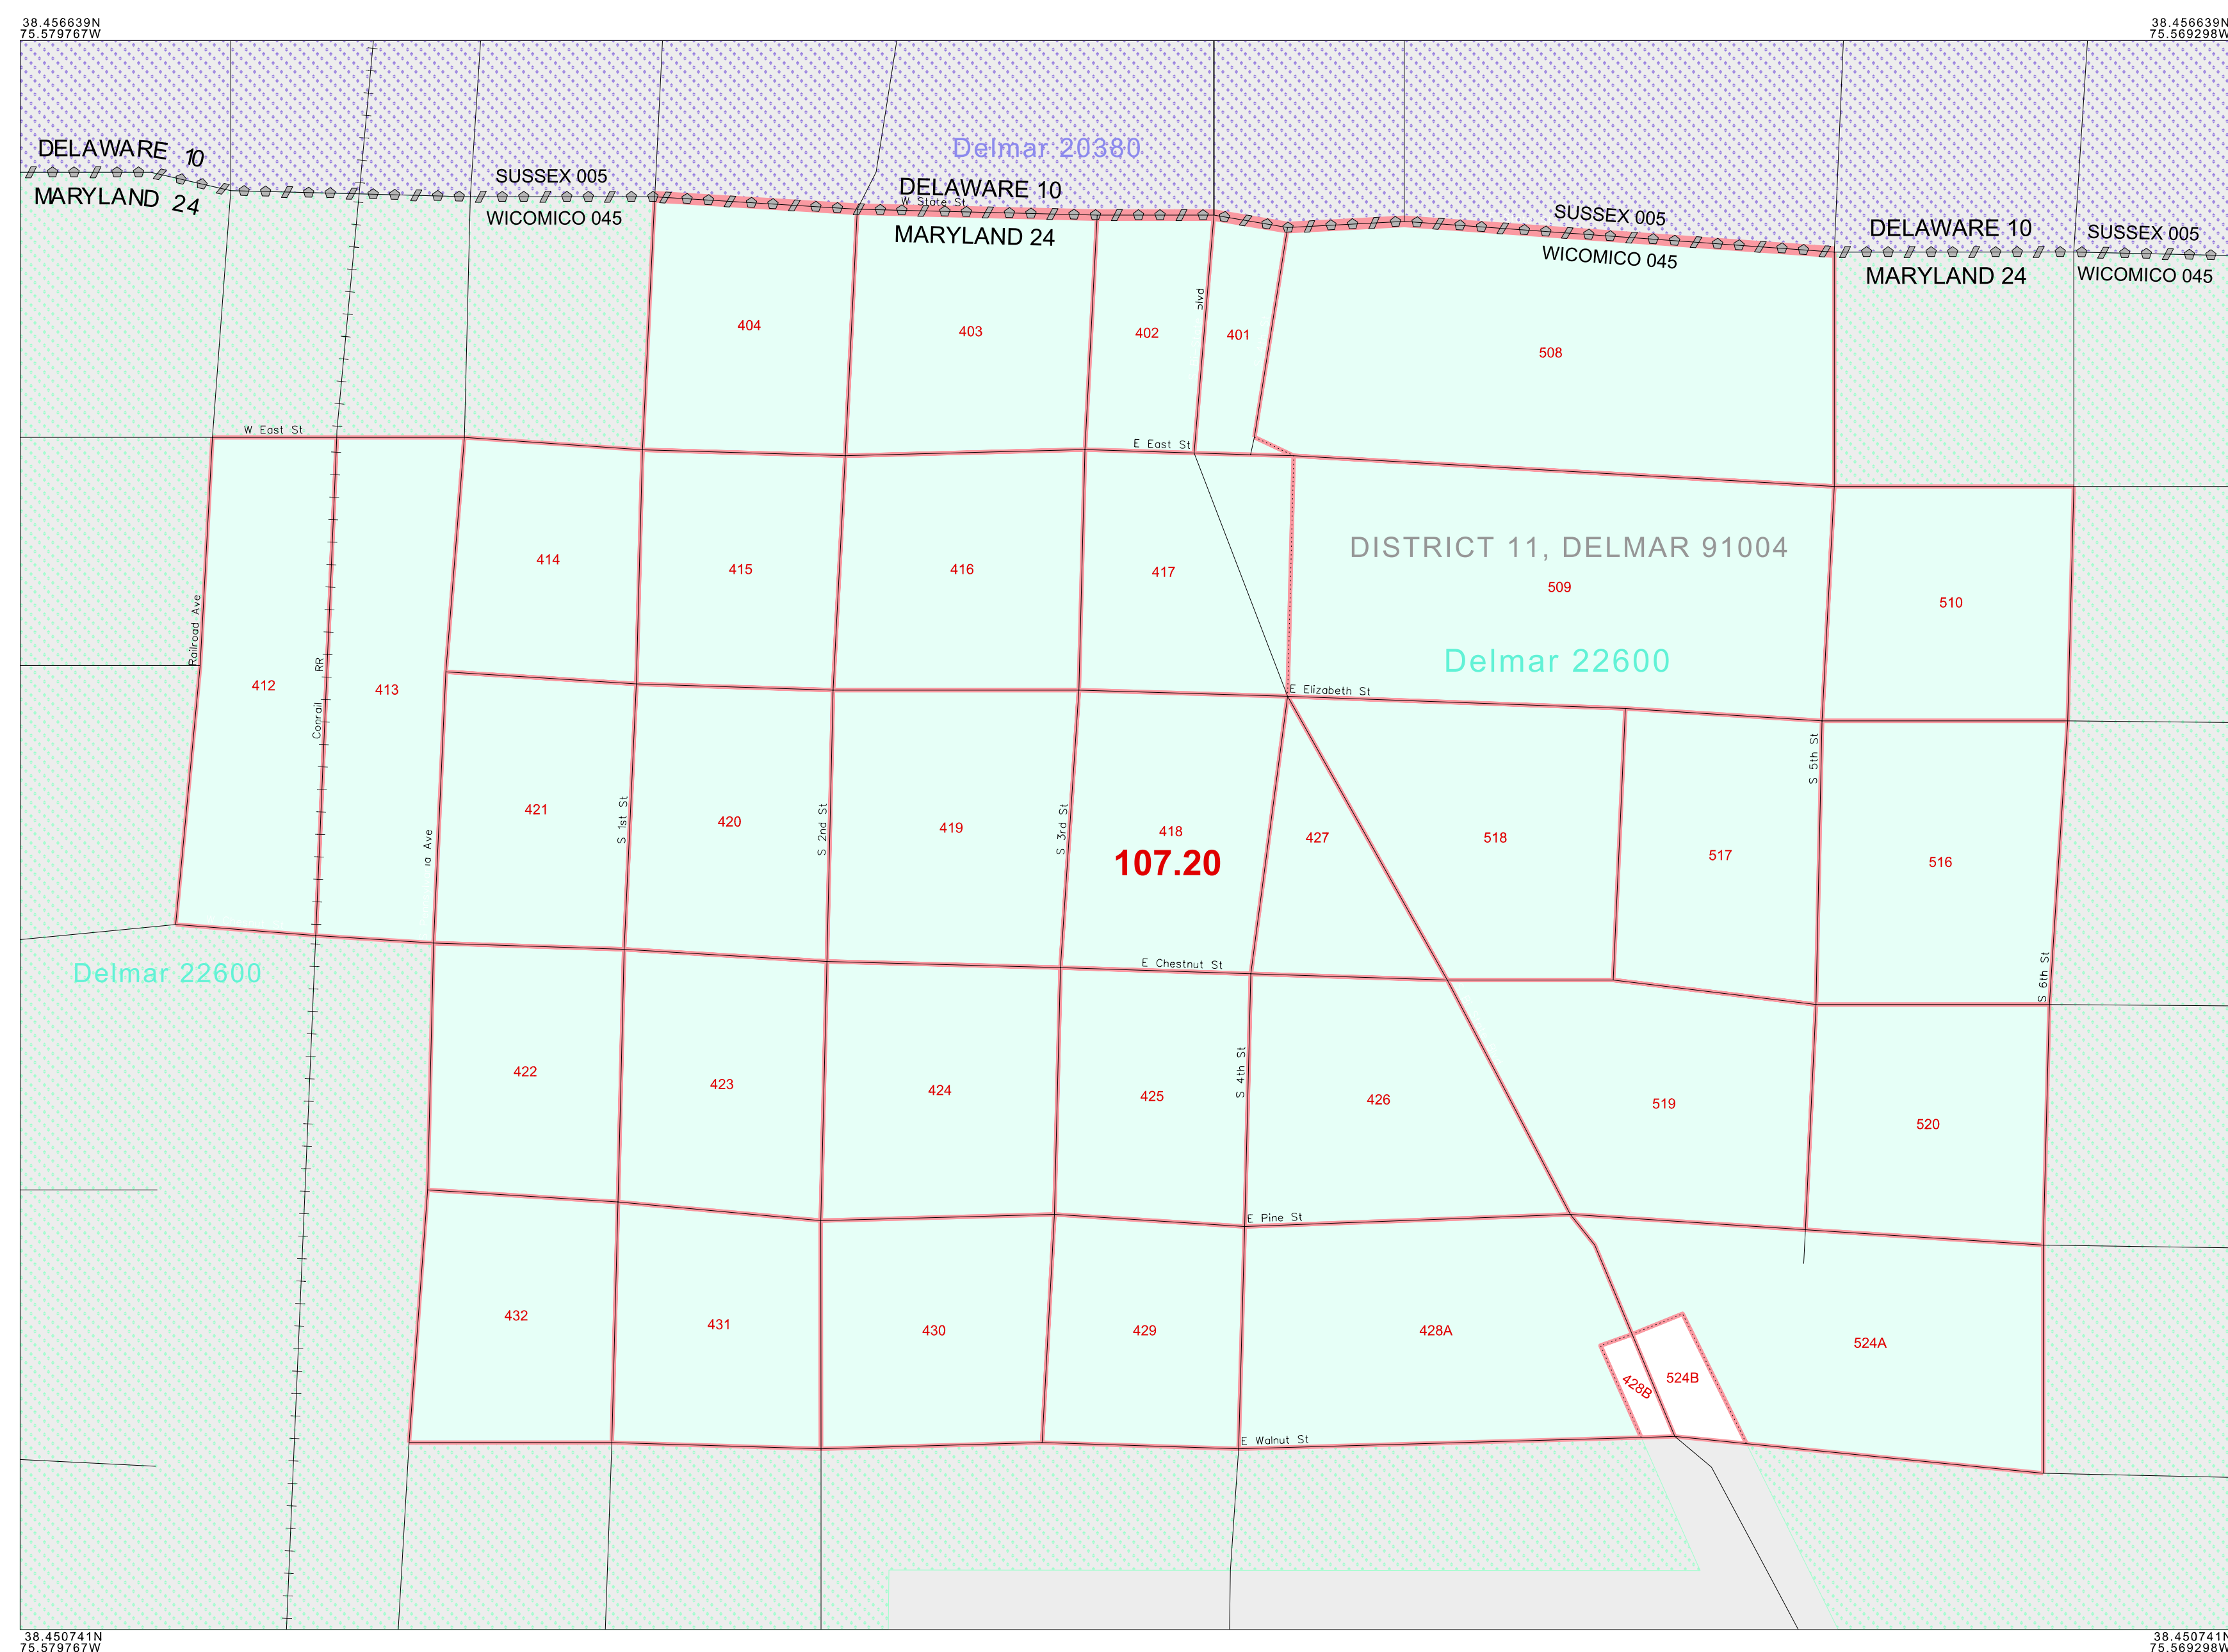 38.456639N
75.579767W
38.456639N
75.569298W
DELAWARE 10
MARYLAND 24
SUSSEX 005
WICOMICO 045
Delmar 20380
DELAWARE 10
W State St
MARYLAND 24
SUSSEX 005
WICOMICO 045
DELAWARE 10
MARYLAND 24
SUSSEX 005
WICOMICO 045
404
403
402
Blvd
401
508
W East St
E East St
414
415
416
417
DISTRICT 11, DELMAR 91004
509
510
Railroad Ave
412
Conrail RR
413
Delmar 22600
E Elizabeth St
ia Ave
421
S 1st St
420
S 2nd St
419
S 3rd St
418
107.20
427
518
517
S 5th St
516
E Chestnut St
S 6th St
Delmar 22600
422
423
424
425
S 4th St
426
519
520
E Pine St
432
431
430
429
428A
428B
524B
524A
E Walnut St
38.450741N
75.579767W
38.450741N
75.569298W